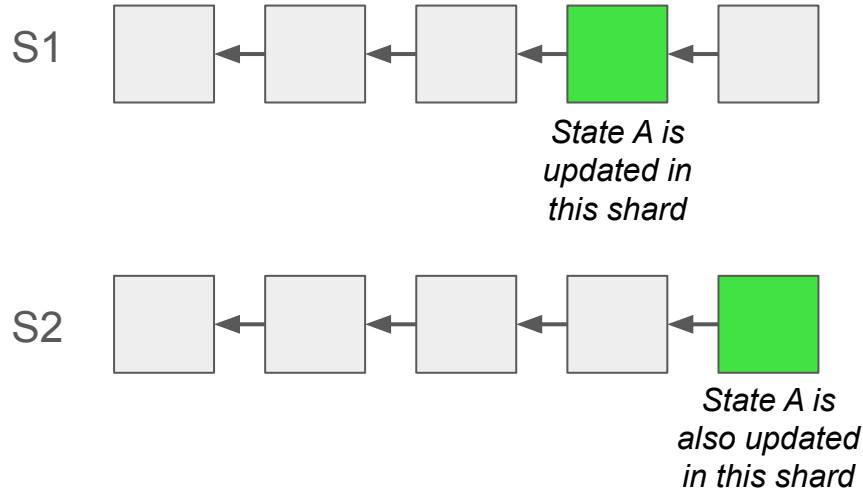 S1
State A is
updated in
this shard
S2
State A is
also updated
in this shard